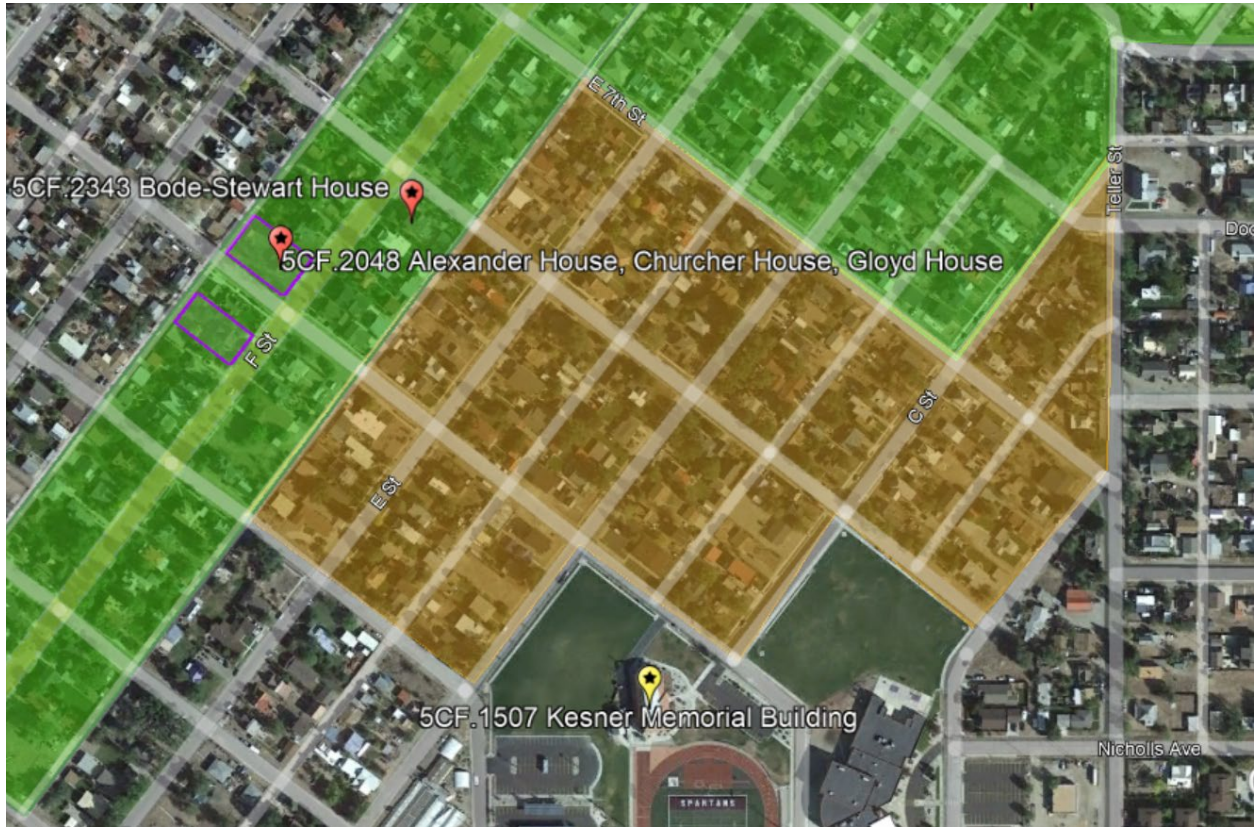 E 7th St
Teller St
5CF.2343 Bode-Stewart House
5CF.2048 Alexander House, Churcher House, Gloyd House
Doc
F St
C St
E St
5CF.1507 Kesner Memorial Building
Nicholls Ave
SPARTANS